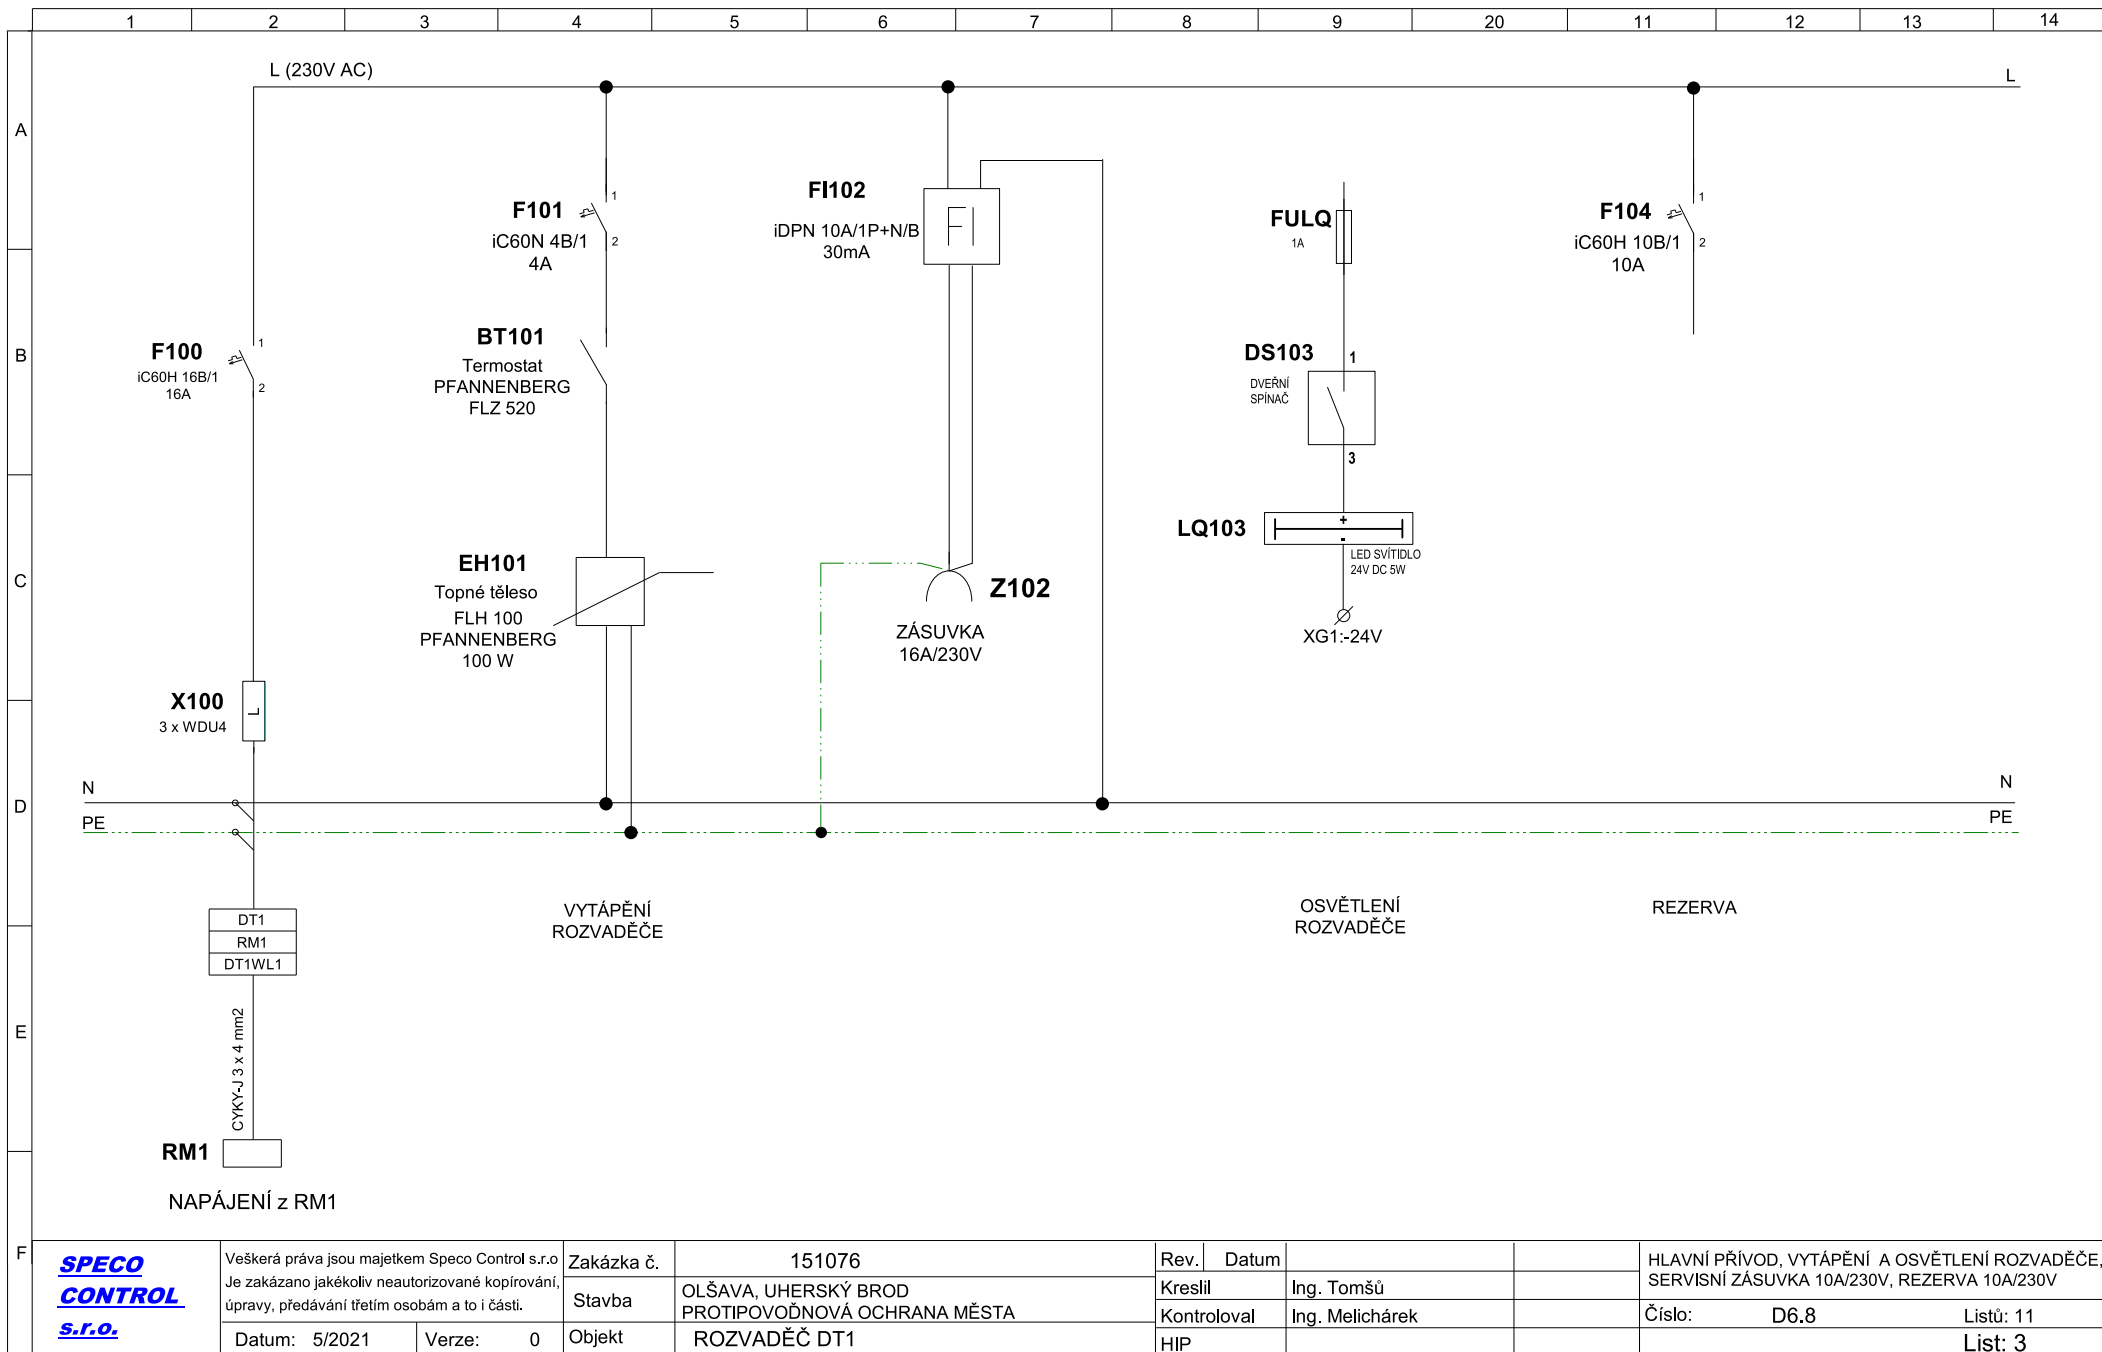 1 2 3 4 5 6 7 8 9 20 11 12 13 14
L (230V AC)
L
A
B
C
D
E
F
F100
iC60H 16B/1
16A
1
2
X100
3 x WDU4
L
F101
iC60N 4B/1
4A
1
2
BT101
Termostat
PFANNENBERG
FLZ 520
EH101
Topné těleso
FLH 100
PFANNENBERG
100 W
FI102
iDPN 10A/1P+N/B
30mA
FI
Z102
ZÁSUVKA
16A/230V
FULQ
1A
DS103
DVEŘNÍ
SPÍNAČ
1
3
LQ103
+
-
LED SVÍTIDLO
24V DC 5W
XG1:-24V
F104
iC60H 10B/1
10A
1
2
N
N
PE
PE
VYTÁPĚNÍ
ROZVADĚČE
OSVĚTLENÍ
ROZVADĚČE
REZERVA
DT1
RM1
DT1WL1
CYKY-J 3 x 4 mm2
RM1
NAPÁJENÍ z RM1
SPECO
CONTROL
s.r.o.
Veškerá práva jsou majetkem Speco Control s.r.o
Je zakázano jakékoliv neautorizované kopírování,
úpravy, předávání třetím osobám a to i části.
Datum: 5/2021 Verze: 0
Zakázka č. 151076
Stavba OLŠAVA, UHERSKÝ BROD
PROTIPOVOĎNOVÁ OCHRANA MĚSTA
Objekt ROZVADĚČ DT1
Rev. Datum
Kreslil Ing. Tomšů
Kontroloval Ing. Melichárek
HIP
HLAVNÍ PŘÍVOD, VYTÁPĚNÍ A OSVĚTLENÍ ROZVADĚČE,
SERVISNÍ ZÁSUVKA 10A/230V, REZERVA 10A/230V
Číslo: D6.8 Listů: 11
List: 3